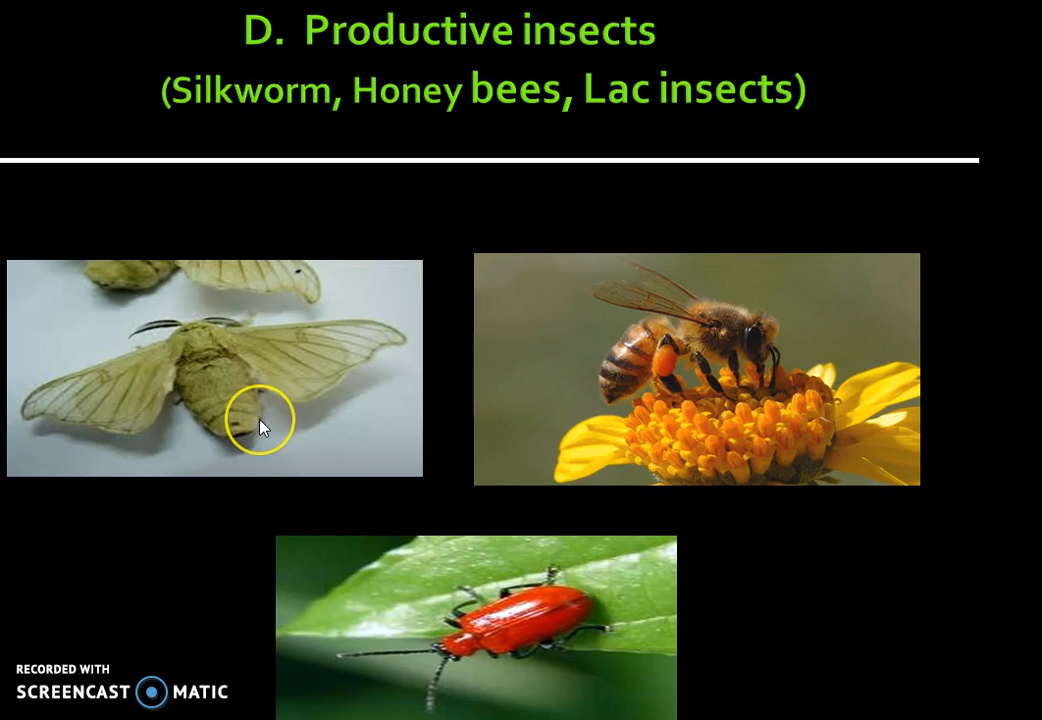 D. Productive insects
(Silkworm, Honey bees, Lac insects)
RECORDED WITH
SCREENCAST MATIC